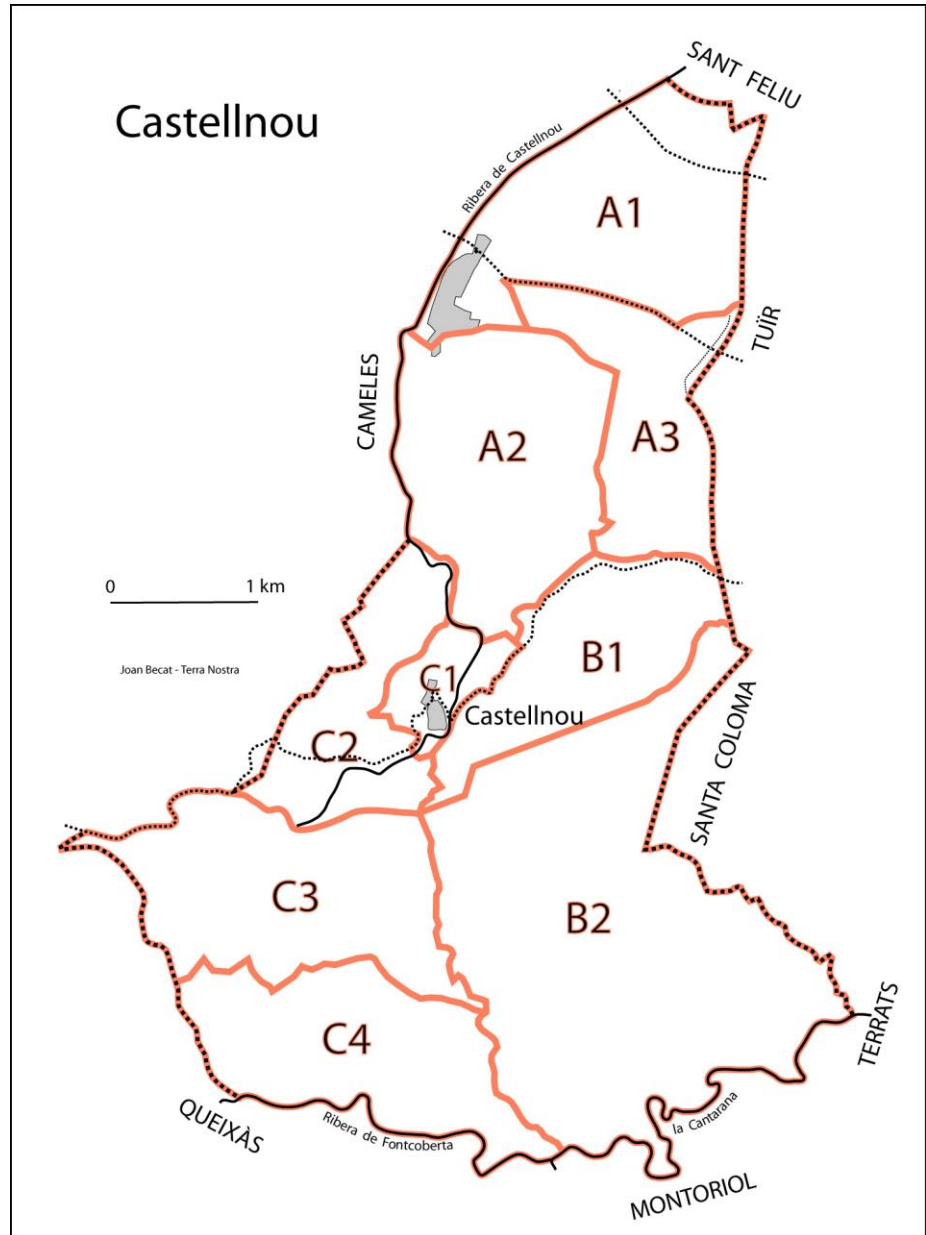 SANT FELIU
Castellnou
Ribera de Castellnou
A1
TUÏR
CAMELES
A2
A3
0 1 km
B1
Joan Becat - Terra Nostra
C1
Castellnou
C2
SANTA COLOMA
C3
B2
C4
TERRATS
QUEIXÀS
Ribera de Fontcoberta
la Cantarana
MONTORIOL